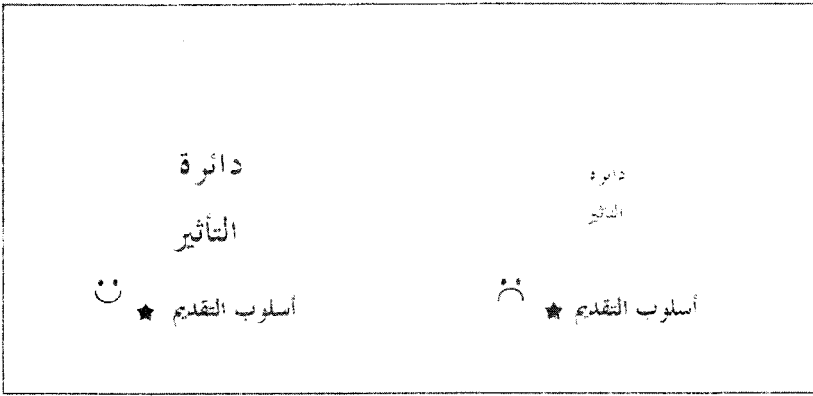 دائرة
التأثير
أسلوب التقديم
دائرة
التأثير
أسلوب التقديم